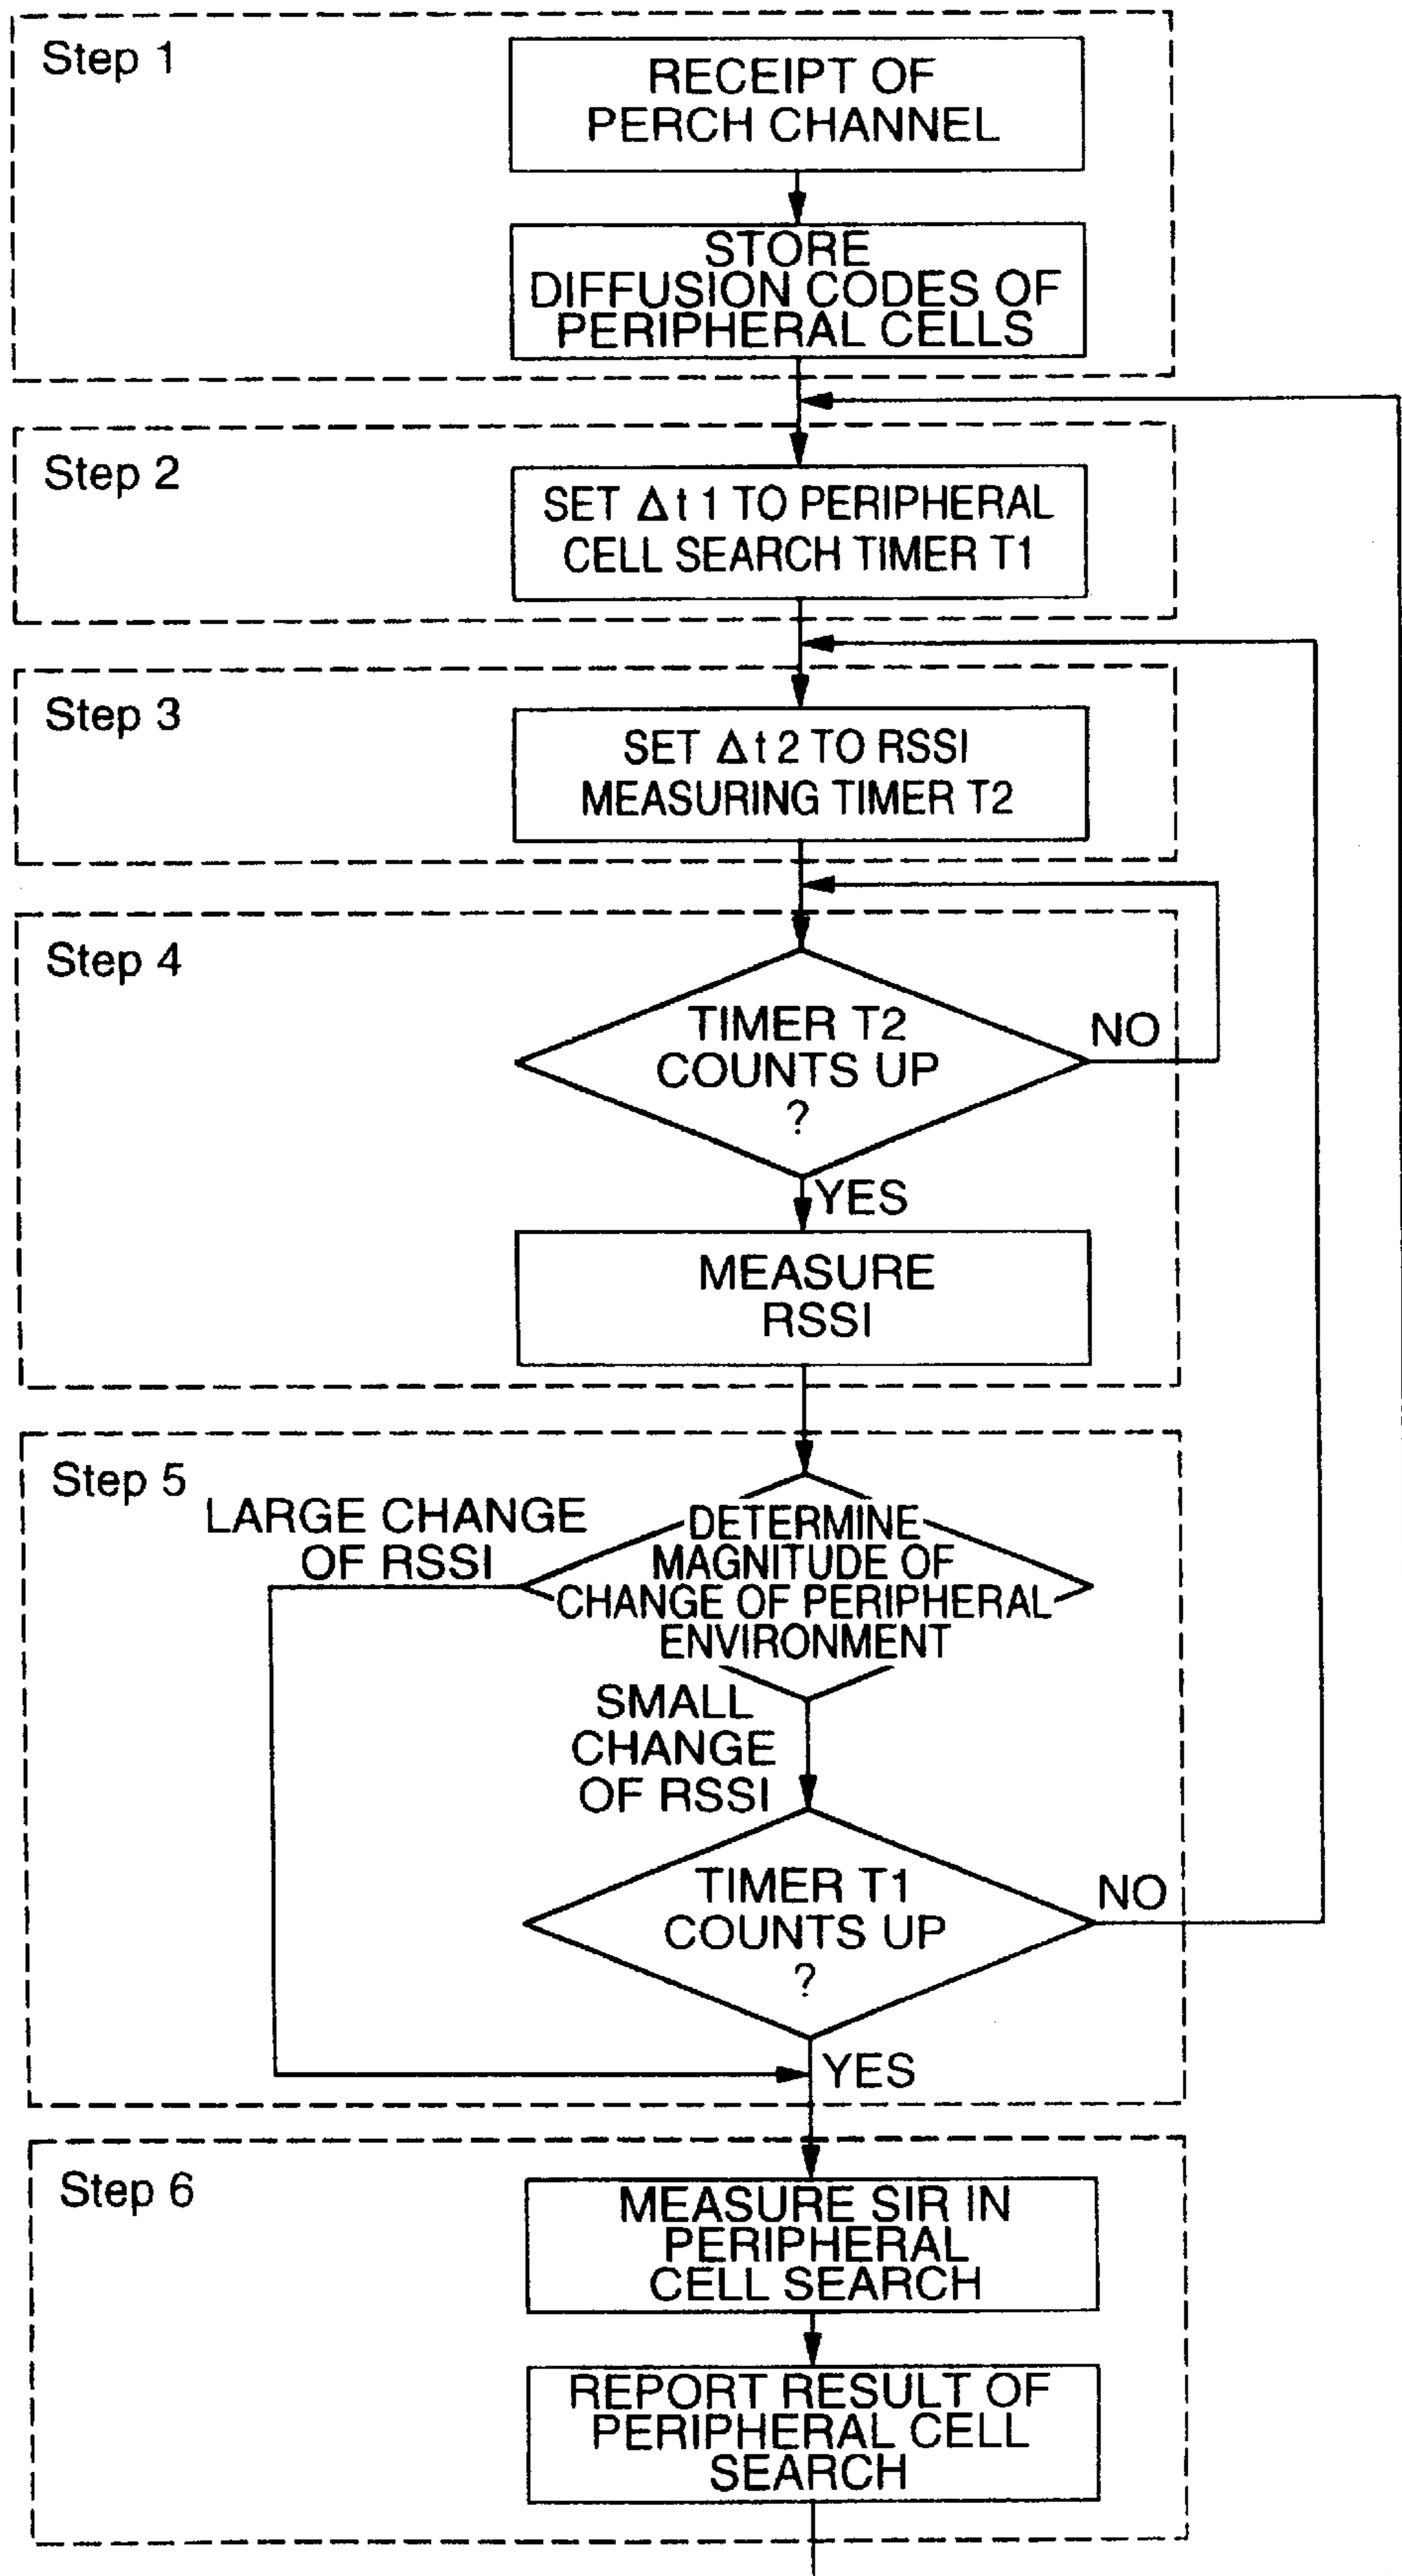 Step 1
RECEIPT OF
PERCH CHANNEL
STORE
DIFFUSION CODES OF
PERIPHERAL CELLS
Step 2
SET Δt 1 TO PERIPHERAL
CELL SEARCH TIMER T1
Step 3
SET Δt 2 TO RSSI
MEASURING TIMER T2
Step 4
TIMER T2
COUNTS UP
?
NO
YES
MEASURE
RSSI
Step 5
LARGE CHANGE
OF RSSI
DETERMINE
MAGNITUDE OF
CHANGE OF PERIPHERAL
ENVIRONMENT
SMALL
CHANGE
OF RSSI
TIMER T1
COUNTS UP
?
NO
YES
Step 6
MEASURE SIR IN
PERIPHERAL
CELL SEARCH
REPORT RESULT OF
PERIPHERAL CELL
SEARCH